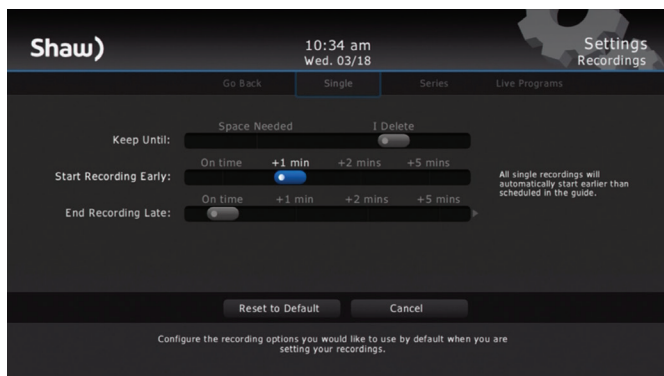 Shaw)
10:34 am
Wed. 03/18
Settings
Recordings
Go Back Single Series Live Programs
Space Needed I Delete
Keep Until:
On time +1 min +2 mins +5 mins
Start Recording Early:
All single recordings will
automatically start earlier than
scheduled in the guide.
On time +1 min +2 mins +5 mins
End Recording Late:
Reset to Default Cancel
Configure the recording options you would like to use by default when you are
setting your recordings.